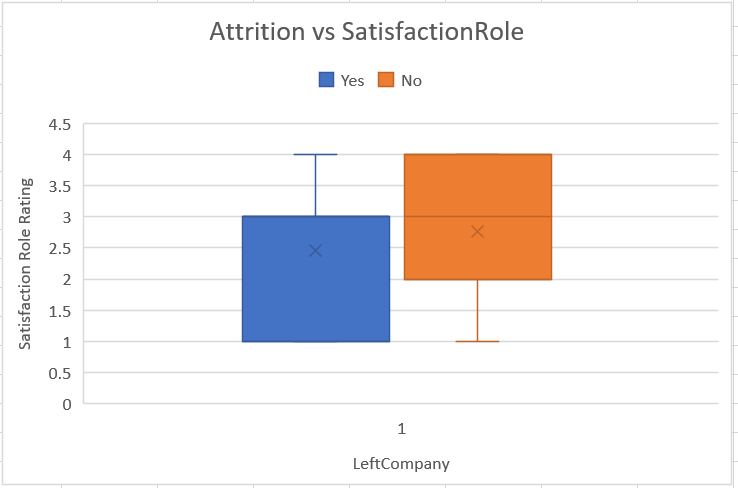 Attrition vs SatisfactionRole
Yes No
4.5
4
3.5
3
2.5
2
1.5
1
0.5
0
Satisfaction Role Rating
1
LeftCompany